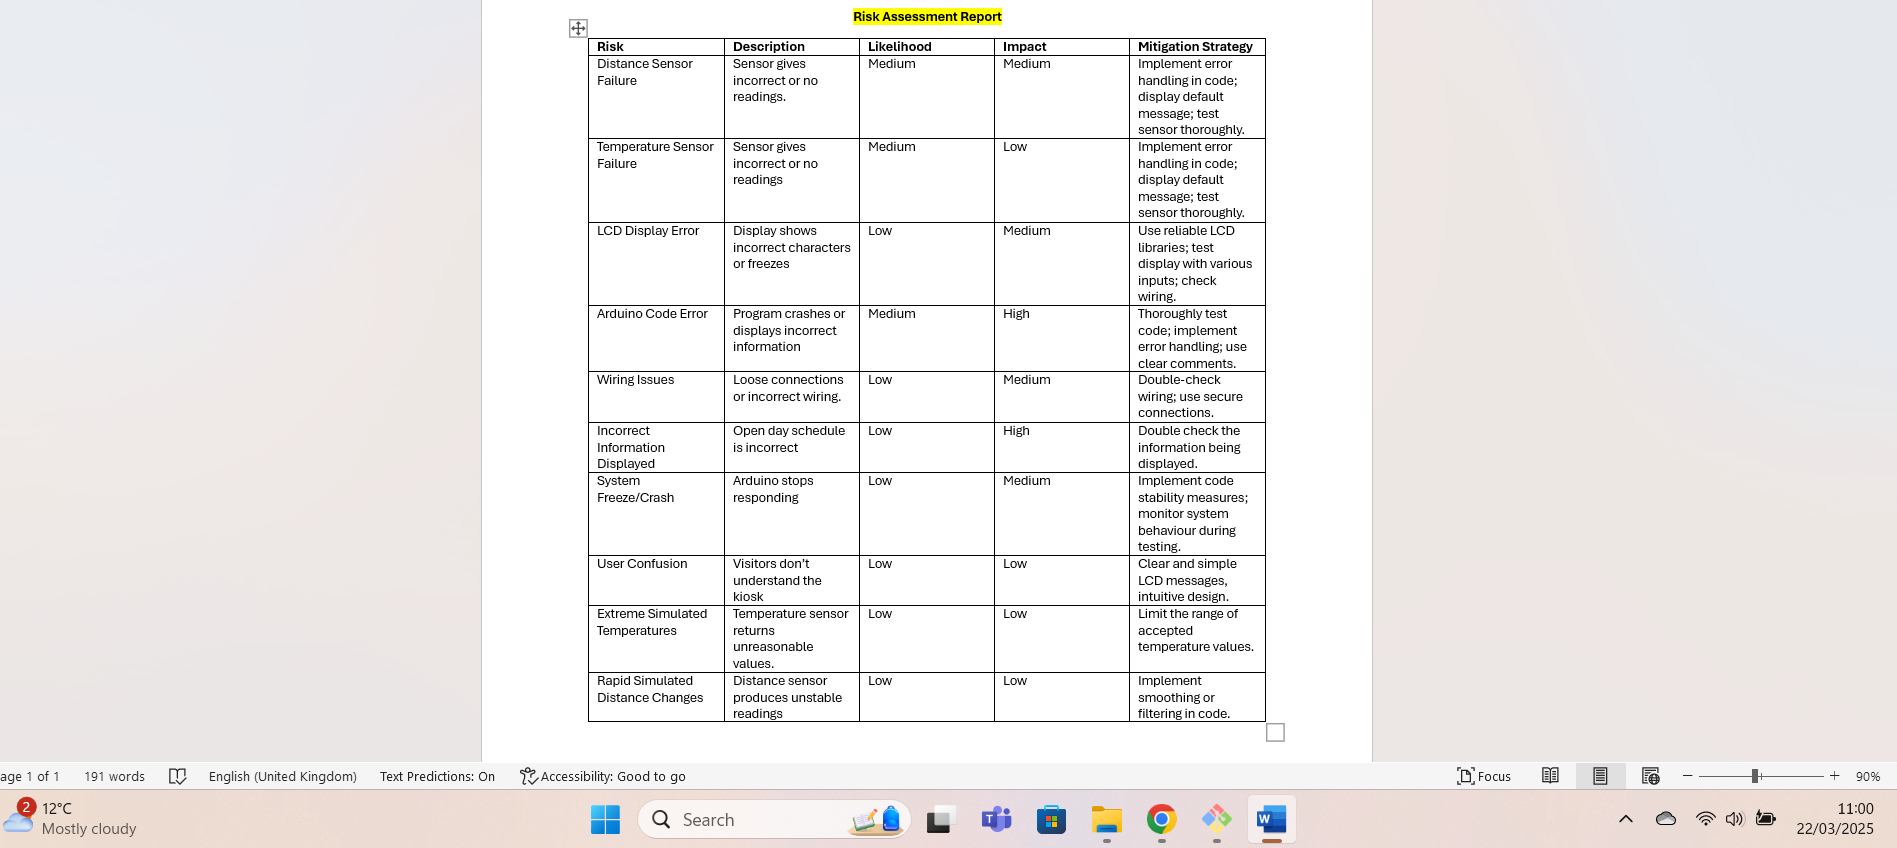 Risk Assessment Report
Risk Description Likelihood Impact Mitigation Strategy
Distance Sensor
Failure
Sensor gives
incorrect or no
readings.
Medium
Medium
Implement error
handling in code;
display default
message; test
sensor thoroughly.
Temperature Sensor
Failure
Sensor gives
incorrect or no
readings
Medium
Low
Implement error
handling in code;
display default
message; test
sensor thoroughly.
LCD Display Error
Display shows
incorrect characters
or freezes
Low
Medium
Use reliable LCD
libraries; test
display with various
inputs; check
wiring.
Arduino Code Error
Program crashes or
displays incorrect
information
Medium
High
Thoroughly test
code; implement
error handling; use
clear comments.
Wiring Issues
Loose connections
or incorrect wiring.
Low
Medium
Double-check
wiring; use secure
connections.
Incorrect
Information
Displayed
Open day schedule
is incorrect
Low
High
Double check the
information being
displayed.
System
Freeze/Crash
Arduino stops
responding
Low
Medium
Implement code
stability measures;
monitor system
behaviour during
testing.
User Confusion
Visitors don't
understand the
kiosk
Low
Low
Clear and simple
LCD messages,
intuitive design.
Extreme Simulated
Temperatures
Temperature sensor
returns
unreasonable
values.
Low
Low
Limit the range of
accepted
temperature values.
Rapid Simulated
Distance Changes
Distance sensor
produces unstable
readings
Low
Low
Implement
smoothing or
filtering in code.
age 1 of 1 191 words English (United Kingdom) Text Predictions: On Accessibility: Good to go Focus 90%
2
12°C
Mostly cloudy
Search
T
W
11:00
22/03/2025